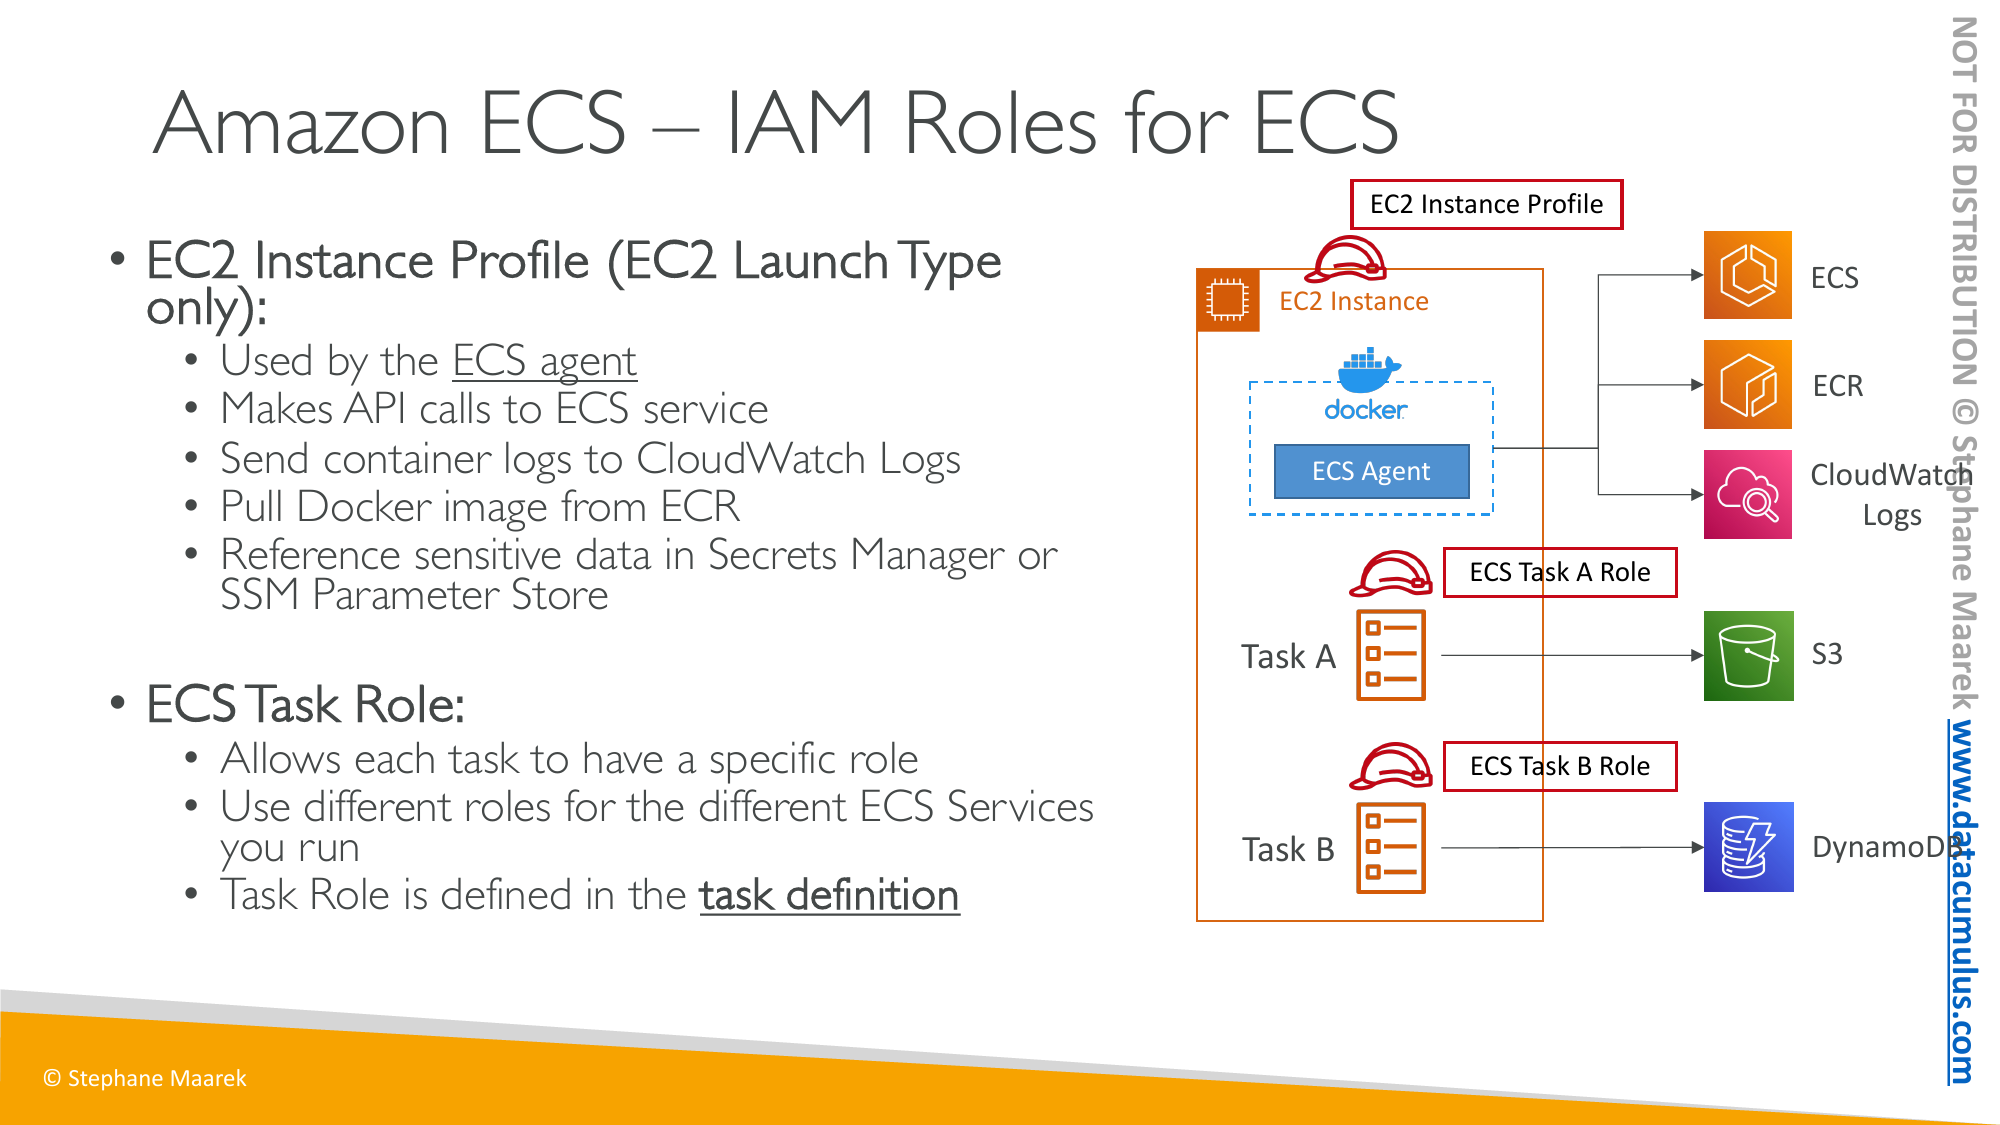 Amazon ECS – IAM Roles for ECS
• EC2 Instance Profile (EC2 Launch Type
only):
• Used by the ECS agent
• Makes API calls to ECS service
• Send container logs to CloudWatch Logs
• Pull Docker image from ECR
• Reference sensitive data in Secrets Manager or
SSM Parameter Store
• ECS Task Role:
• Allows each task to have a specific role
• Use different roles for the different ECS Services
you run
• Task Role is defined in the task definition
EC2 Instance Profile
EC2 Instance
docker
ECS Agent
ECS
ECR
CloudWatch
Logs
ECS Task A Role
Task A
S3
ECS Task B Role
Task B
DynamoDB
NOT FOR DISTRIBUTION © Stephane Maarek www.datacumulus.com
© Stephane Maarek